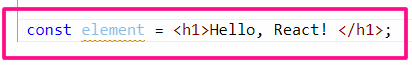 const element = <h1>Hello, React! </h1>;